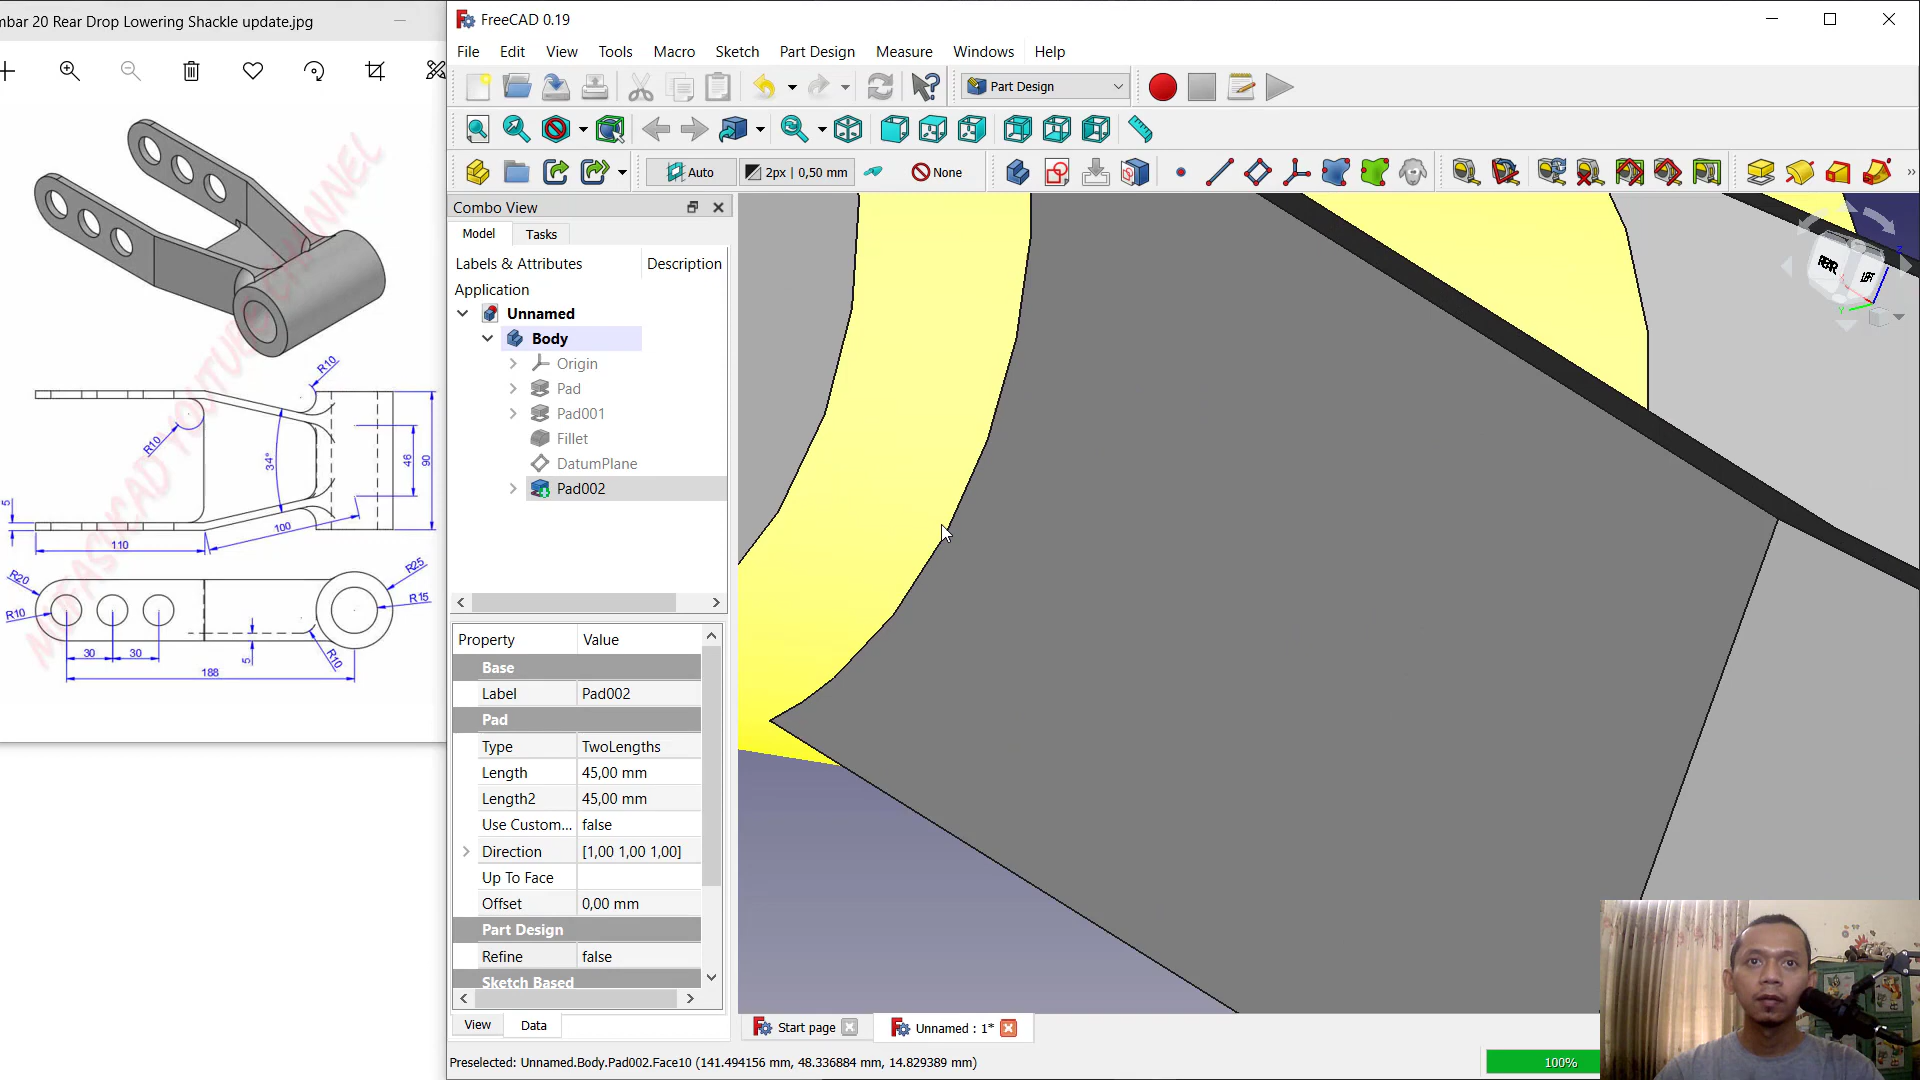 mbar 20 Rear Drop Lowering Shackle update.jpg
FreeCAD 0.19
File Edit View Tools Macro Sketch Part Design Measure Windows Help
Part Design
Auto
2px | 0,50 mm
None
Combo View
Model Tasks
Labels & Attributes Description
Application
Unnamed
Body
Origin
Pad
Pad001
Fillet
DatumPlane
Pad002
Property Value
Base
Label Pad002
Pad
Type TwoLengths
Length 45,00 mm
Length2 45,00 mm
Use Custom... false
Direction [1,00 1,00 1,00]
Up To Face
Offset 0,00 mm
Part Design
Refine false
Sketch Based
View Data
Start page
Unnamed : 1*
Preselected: Unnamed.Body.Pad002.Face10 (141.494156 mm, 48.336884 mm, 14.829389 mm)
100%
REAR
LEFT
Z
Y
R10
R10
34°
46
90
5
100
110
R20
R25
R10
R15
30 30
5
R10
188
MUFASUCAD YOUTUBE CHANNEL